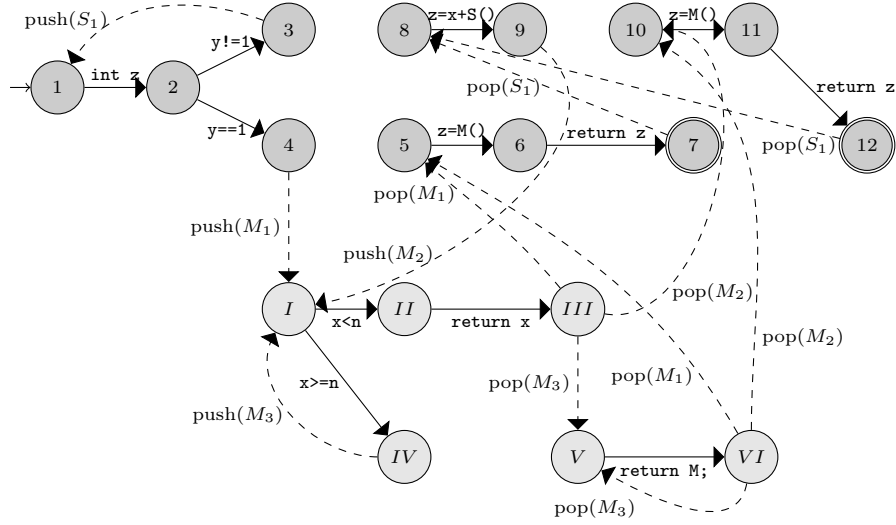 push(S1)
3
8
z=x+S()
9
10
z=M()
11
1
int z
2
y!=1
y==1
pop(S1)
return z
4
5
z=M()
6
return z
7
pop(S1)
12
pop(M1)
push(M1)
push(M2)
I
x<n
II
return x
III
pop(M2)
x>=n
pop(M3)
pop(M1)
pop(M2)
push(M3)
IV
V
return M;
VI
pop(M3)